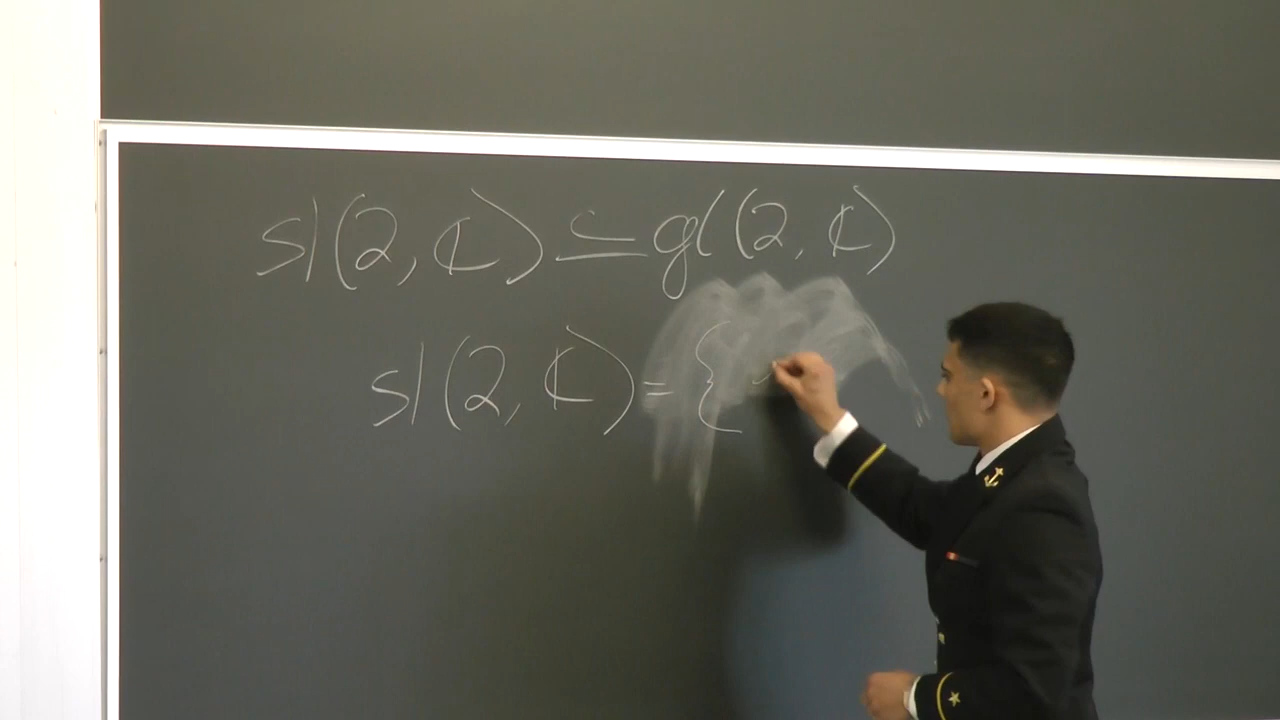 sl(2, ℂ) ⊆ gl(2, ℂ)
sl(2, ℂ) = {